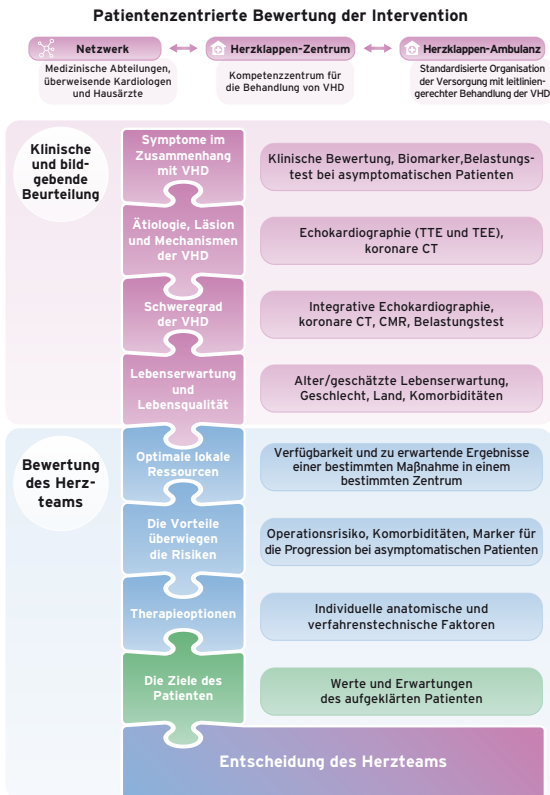 Patientenzentrierte Bewertung der Intervention
Netzwerk
Medizinische Abteilungen,
überweisende Kardiologen
und Hausärzte
Herzklappen-Zentrum
Kompetenzzentrum für
die Behandlung von VHD
Herzklappen-Ambulanz
Standardisierte Organisation
der Versorgung mit leitlinien-
gerechter Behandlung der VHD
Klinische
und bild-
gebende
Beurteilung
Symptome im
Zusammenhang
mit VHD
Klinische Bewertung, Biomarker,Belastungs-
test bei asymptomatischen Patienten
Ätiologie, Läsion
und Mechanismen
der VHD
Echokardiographie (TTE und TEE),
koronare CT
Schweregrad
der VHD
Integrative Echokardiographie,
koronare CT, CMR, Belastungstest
Lebenserwartung
und
Lebensqualität
Alter/geschätzte Lebenserwartung,
Geschlecht, Land, Komorbiditäten
Bewertung
des Herz-
teams
Optimale lokale
Ressourcen
Verfügbarkeit und zu erwartende Ergebnisse
einer bestimmten Maßnahme in einem
bestimmten Zentrum
Die Vorteile
überwiegen
die Risiken
Operationsrisiko, Komorbiditäten, Marker für
die Progression bei asymptomatischen Patienten
Therapieoptionen
Individuelle anatomische und
verfahrenstechnische Faktoren
Die Ziele des
Patienten
Werte und Erwartungen
des aufgeklärten Patienten
Entscheidung des Herzteams